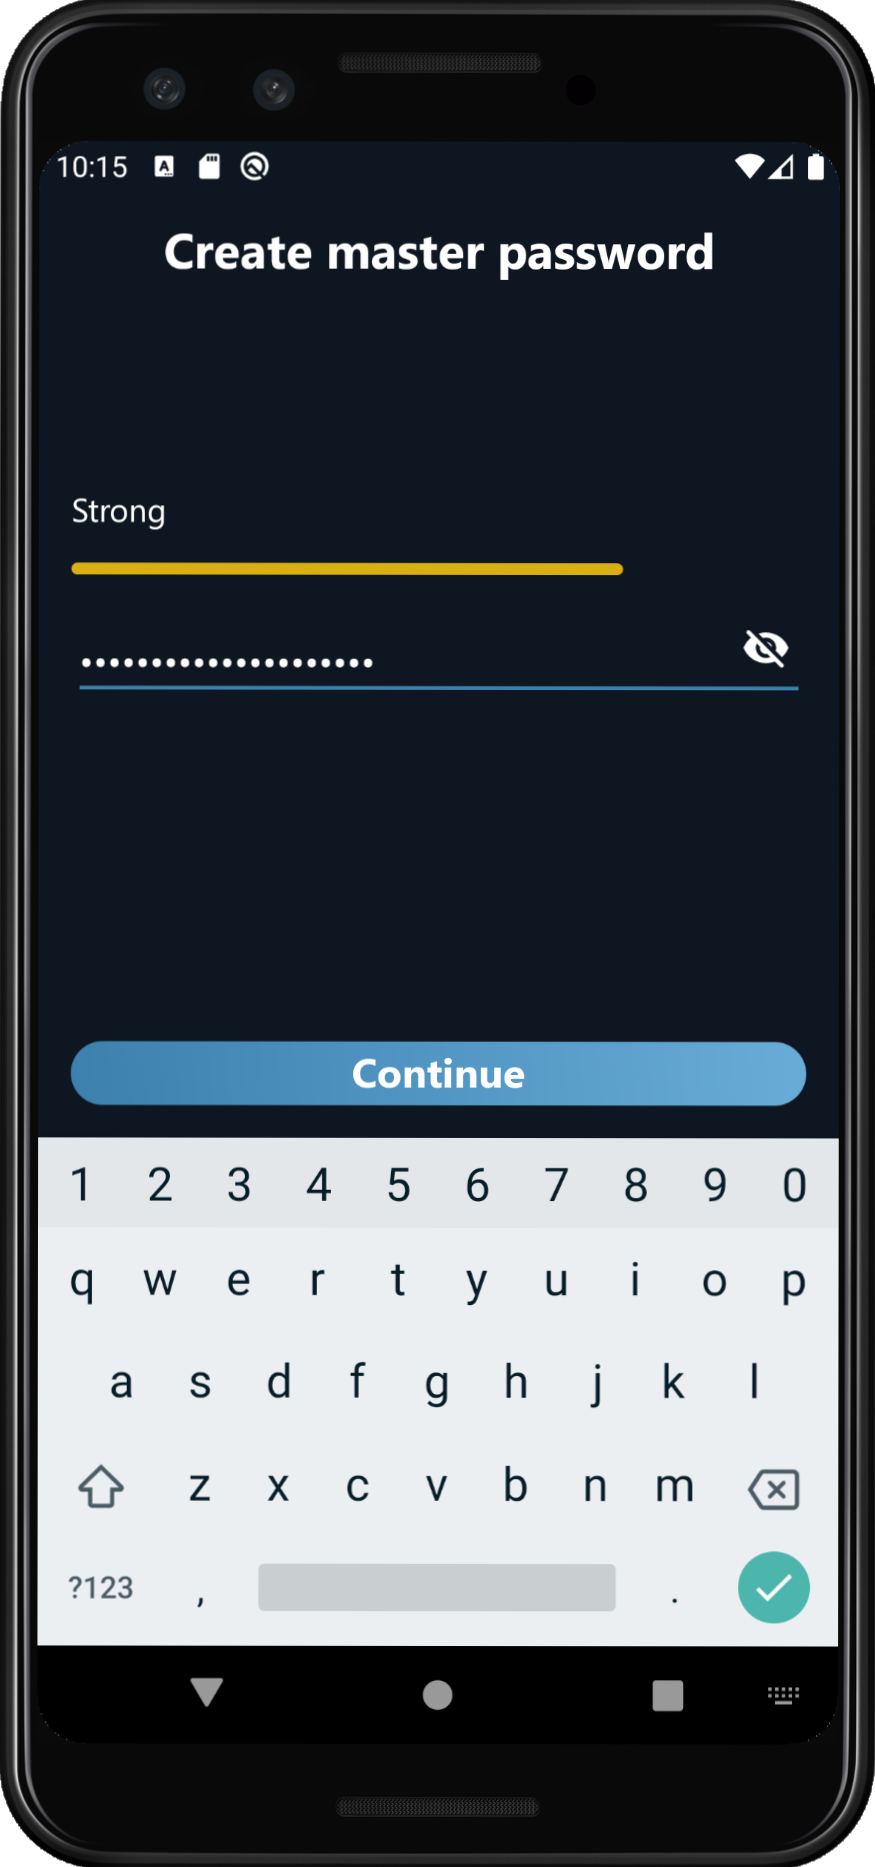 10:15
Create master password
Strong
•••••••••••••••••••••
Continue
1 2 3 4 5 6 7 8 9 0
q w e r t y u i o p
a s d f g h j k l
z x c v b n m
?123 , .